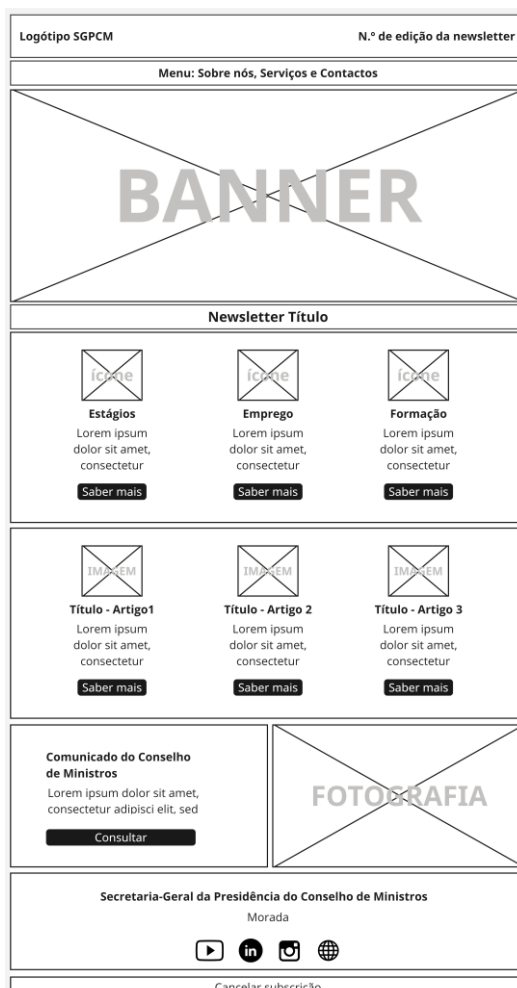 Logótipo SGPCM
N.º de edição da newsletter
Menu: Sobre nós, Serviços e Contactos
BANNER
Newsletter Título
ícone
ícone
ícone
Estágios
Emprego
Formação
Lorem ipsum
dolor sit amet,
consectetur
Lorem ipsum
dolor sit amet,
consectetur
Lorem ipsum
dolor sit amet,
consectetur
Saber mais
Saber mais
Saber mais
IMAGEM
IMAGEM
IMAGEM
Título - Artigo1
Título - Artigo 2
Título - Artigo 3
Lorem ipsum
dolor sit amet,
consectetur
Lorem ipsum
dolor sit amet,
consectetur
Lorem ipsum
dolor sit amet,
consectetur
Saber mais
Saber mais
Saber mais
Comunicado do Conselho
de Ministros
Lorem ipsum dolor sit amet,
consectetur adipisci elit, sed
Consultar
FOTOGRAFIA
Secretaria-Geral da Presidência do Conselho de Ministros
Morada
in
Cancelar subscrição